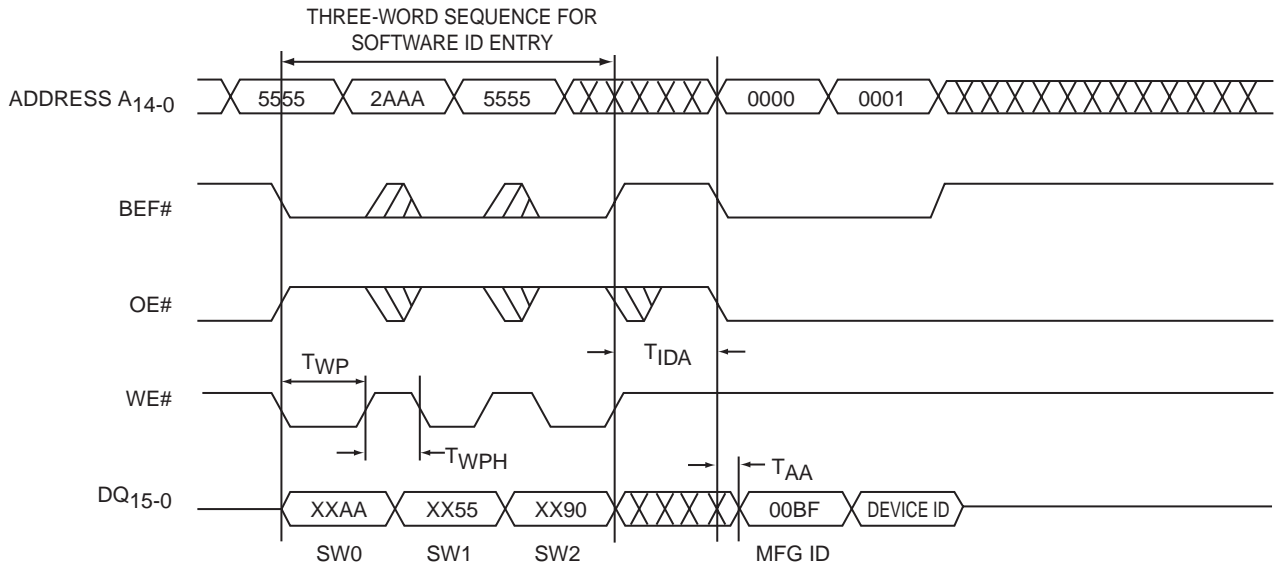 THREE-WORD SEQUENCE FOR
SOFTWARE ID ENTRY
ADDRESS A14-0
5555 2AAA 5555 0000 0001
BEF#
OE#
TWP TIDA
WE#
TWPH TAA
DQ15-0
XXAA XX55 XX90 00BF DEVICE ID
SW0 SW1 SW2 MFG ID